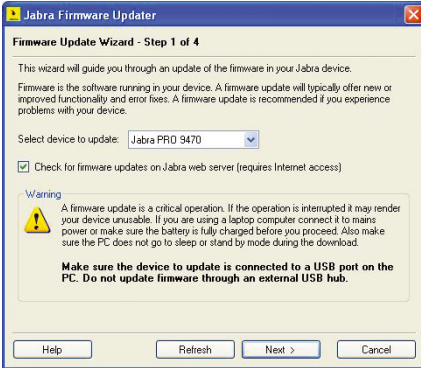 Jabra Firmware Updater
Firmware Update Wizard - Step 1 of 4
This wizard will guide you through an update of the firmware in your Jabra device.
Firmware is the software running in your device. A firmware update will typically offer new or
improved functionality and error fixes. A firmware update is recommended if you experience
problems with your device.
Select device to update: Jabra PRO 9470
Check for firmware updates on Jabra web server (requires Internet access)
Warning
A firmware update is a critical operation. If the operation is interrupted it may render
your device unusable. If you are using a laptop computer connect it to mains
power or make sure the battery is fully charged before you proceed. Also make
sure the PC does not go to sleep or stand by mode during the download.
Make sure the device to update is connected to a USB port on the
PC. Do not update firmware through an external USB hub.
Help Refresh Next > Cancel